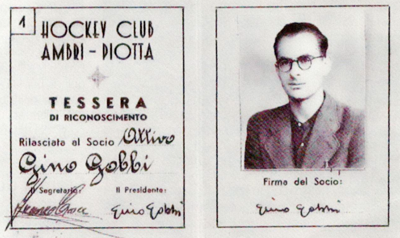 1
HOCKEY CLUB
AMBRI - PIOTTA
TESSERA
DI RICONOSCIMENTO
Rilasciata al Socio Attivo
Gino Gobbi
Il Segretario: Il Presidente:
Gino Gobbi
Firma del Socio:
Gino Gobbi